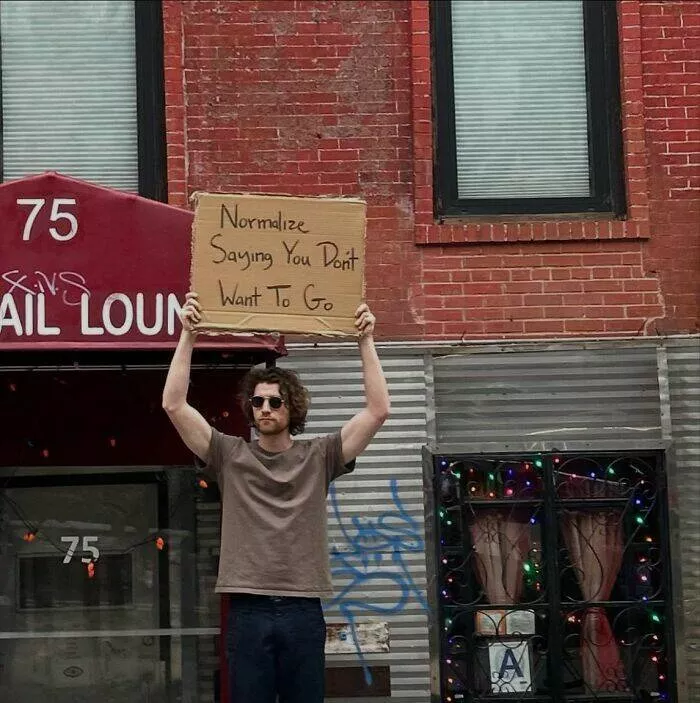 75
AIL LOUN
Normalize
Saying You Don't
Want To Go
75
A